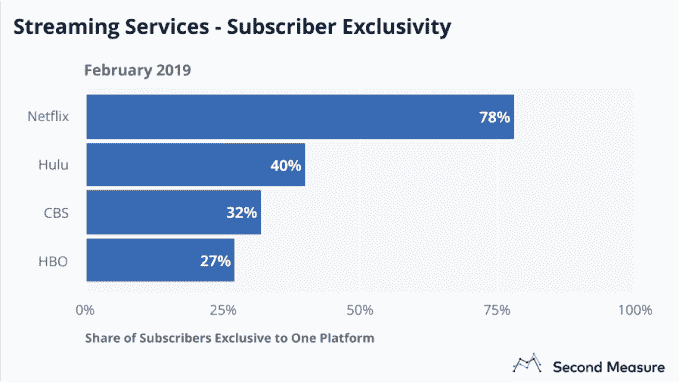 Streaming Services - Subscriber Exclusivity
February 2019
Netflix 78%
Hulu 40%
CBS 32%
HBO 27%
0% 25% 50% 75% 100%
Share of Subscribers Exclusive to One Platform
Second Measure